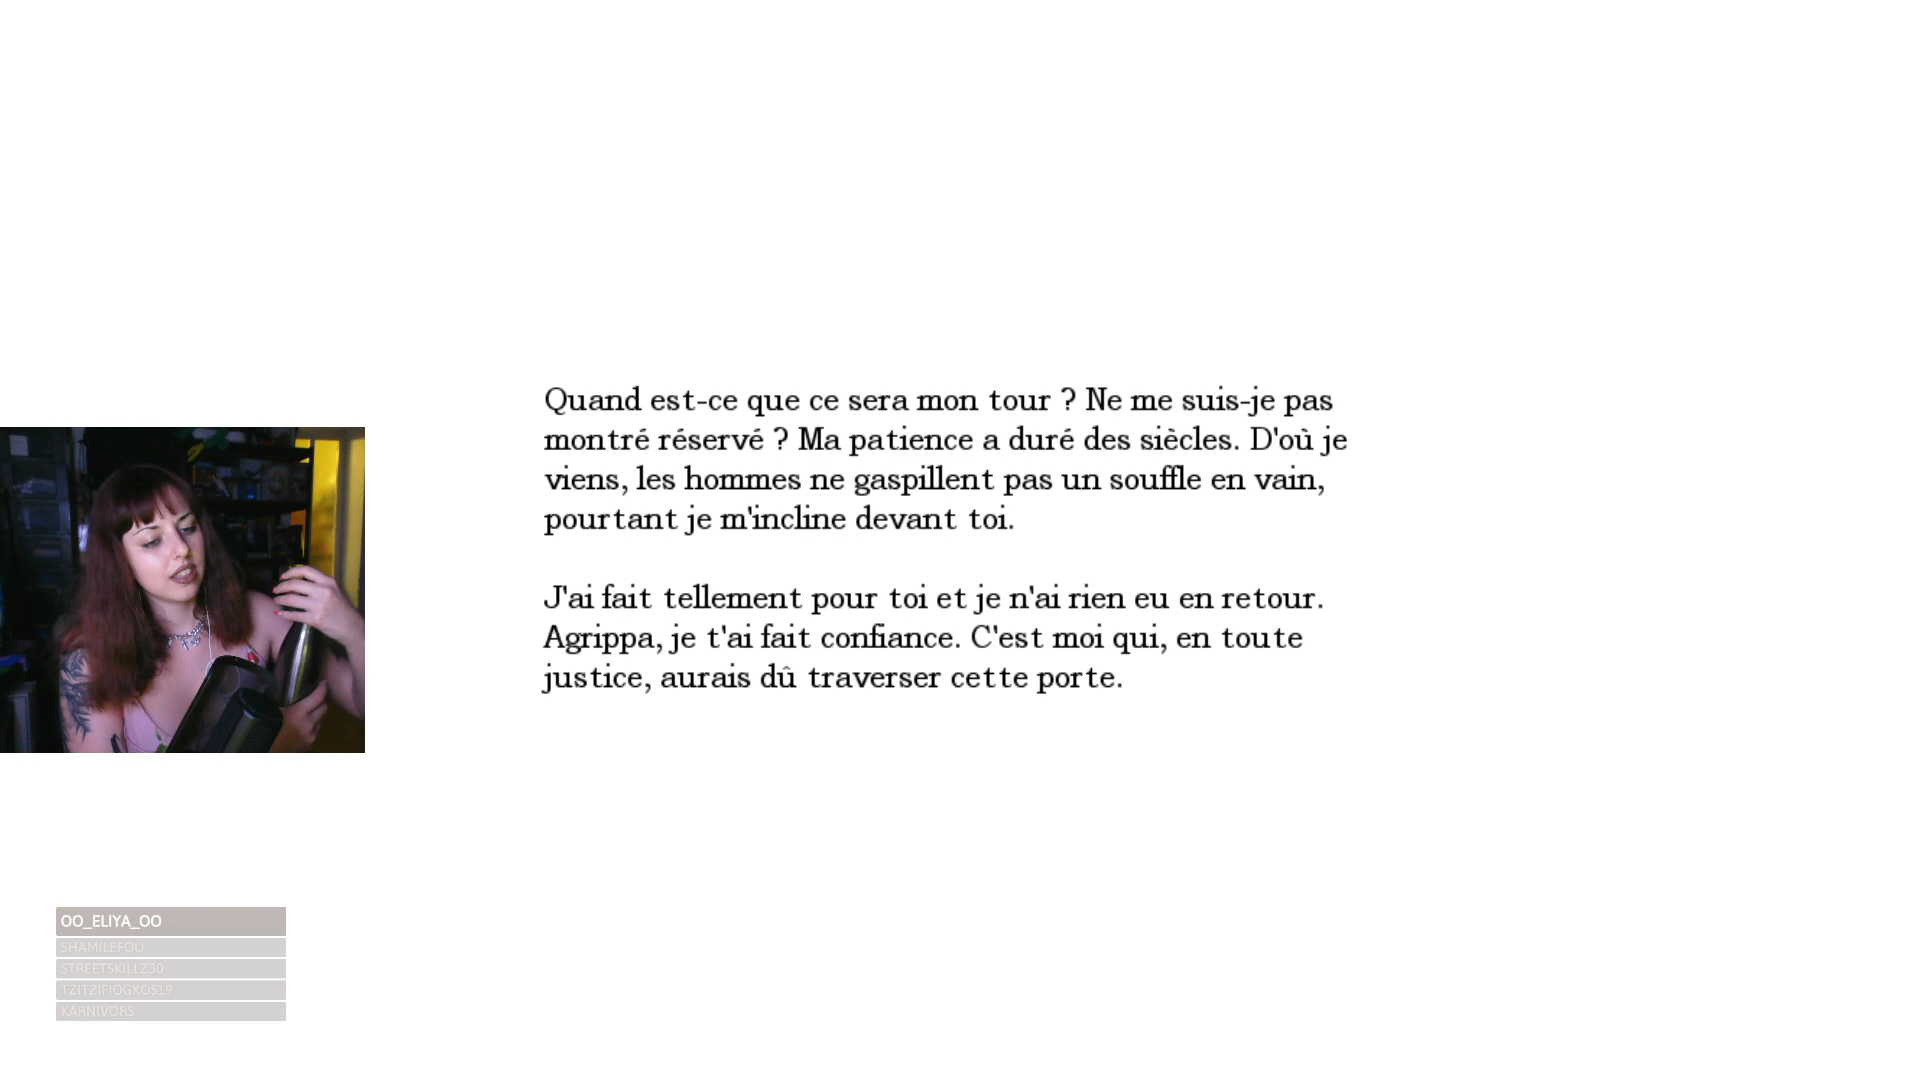 Quand est-ce que ce sera mon tour ? Ne me suis-je pas
montré réservé ? Ma patience a duré des siècles. D'où je
viens, les hommes ne gaspillent pas un souffle en vain,
pourtant je m'incline devant toi.
J'ai fait tellement pour toi et je n'ai rien eu en retour.
Agrippa, je t'ai fait confiance. C'est moi qui, en toute
justice, aurais dû traverser cette porte.
OO_ELIYA_OO
SHAMILEFOU
STREETSKILLZ30
TZITZIFIOGKOS19
KARNIVORS